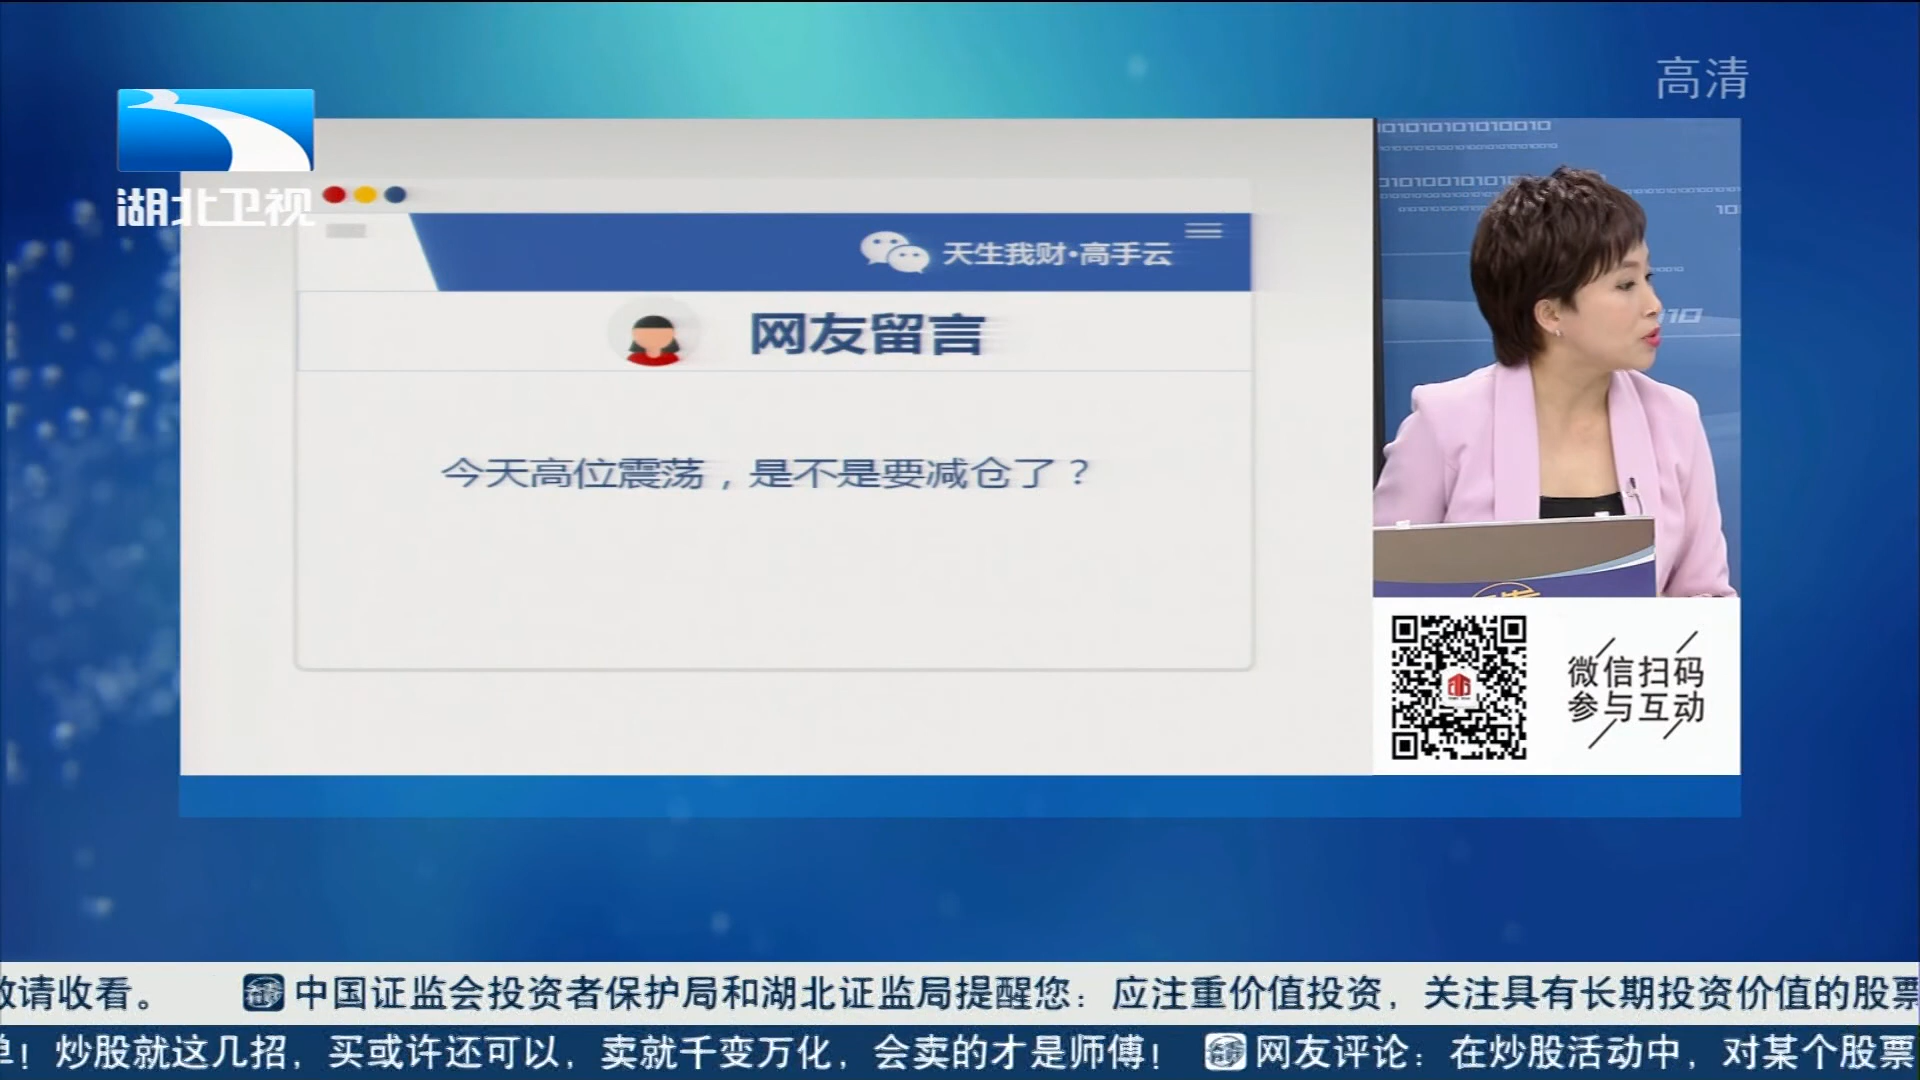 高清
湖北卫视
天生我财·高手云
网友留言
今天高位震荡，是不是要减仓了？
微信扫码
参与互动
敬请收看。 中国证监会投资者保护局和湖北证监局提醒您：应注重价值投资，关注具有长期投资价值的股票
单！炒股就这几招，买或许还可以，卖就千变万化，会卖的才是师傅！ 网友评论：在炒股活动中，对某个股票